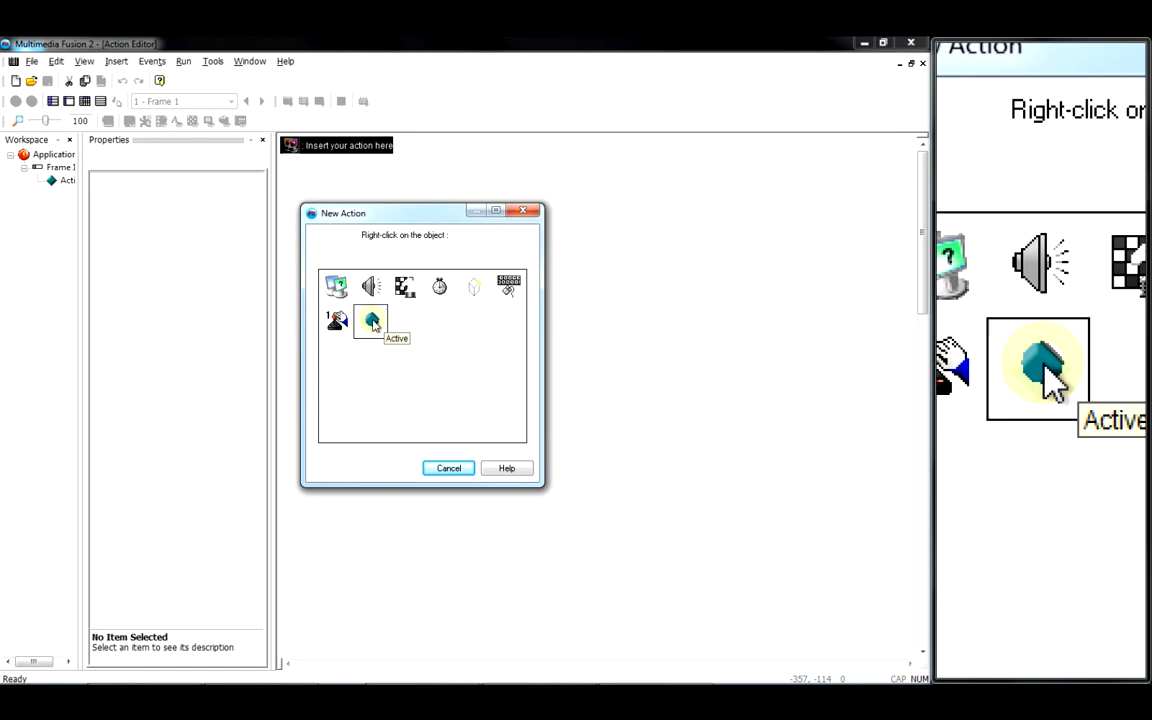 Multimedia Fusion 2 - [Action Editor]
File Edit View Insert Events Run Tools Window Help
1 - Frame 1
100
Workspace
Properties
: Insert your action here
Application
Frame 1
Acti
New Action
Right-click on the object :
1
Active
Cancel
Help
No Item Selected
Select an item to see its description
Ready
-357, -114 0
CAP NUM
Action
Right-click on
Active